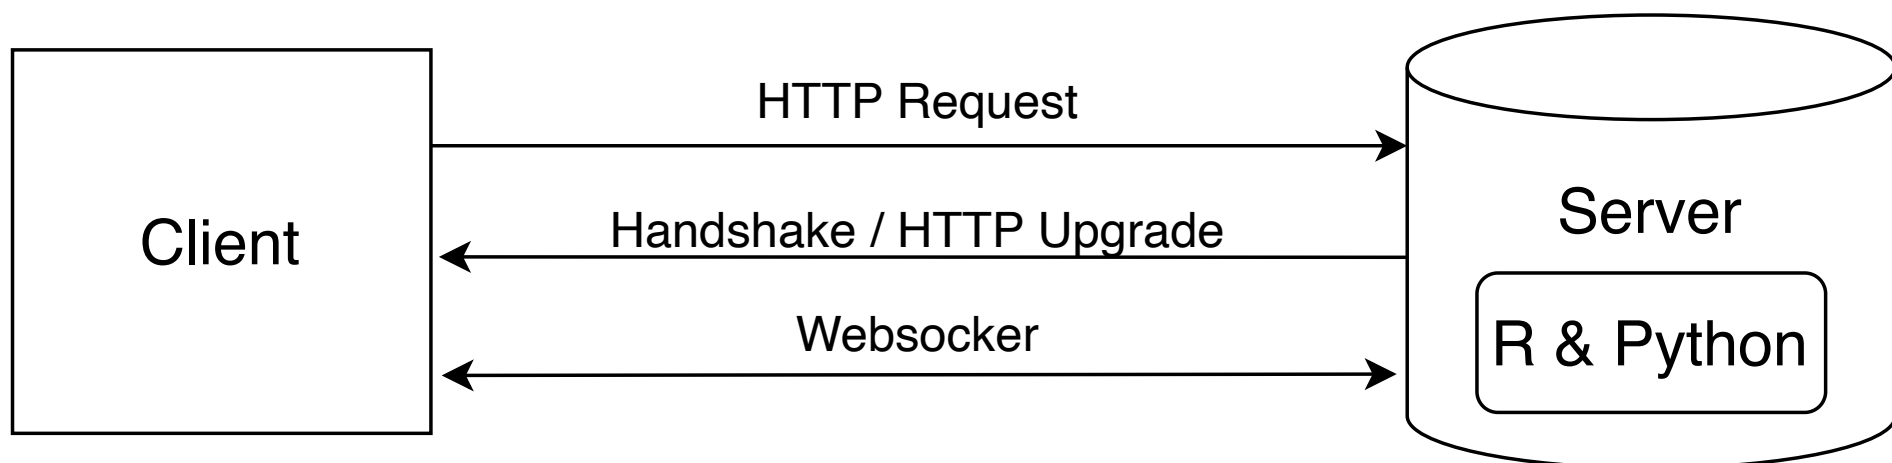 HTTP Request
Client
Handshake / HTTP Upgrade
Server
Websocker
R & Python